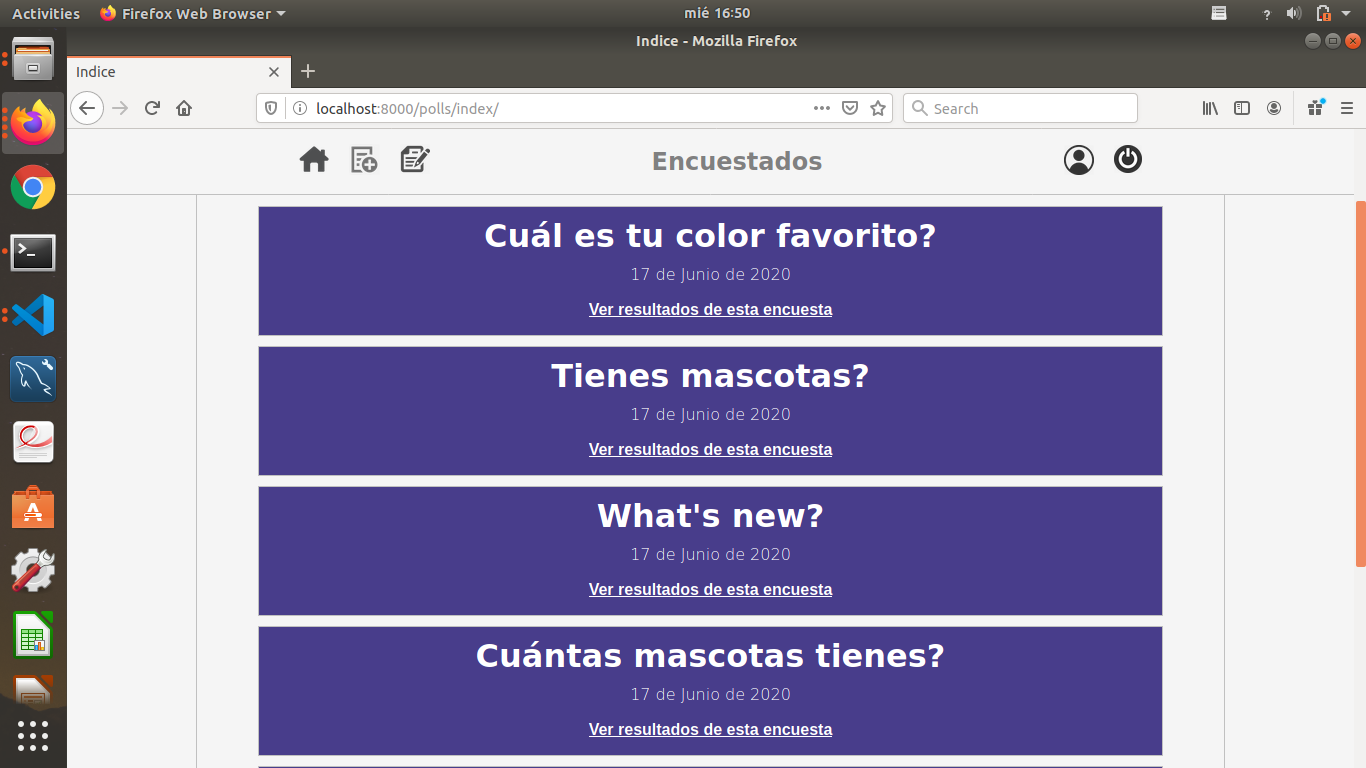 Activities
Firefox Web Browser
mié 16:50
?
Indice - Mozilla Firefox
Indice
localhost:8000/polls/index/
Search
Encuestados
Cuál es tu color favorito?
17 de Junio de 2020
Ver resultados de esta encuesta
Tienes mascotas?
17 de Junio de 2020
Ver resultados de esta encuesta
What's new?
17 de Junio de 2020
Ver resultados de esta encuesta
Cuántas mascotas tienes?
17 de Junio de 2020
Ver resultados de esta encuesta